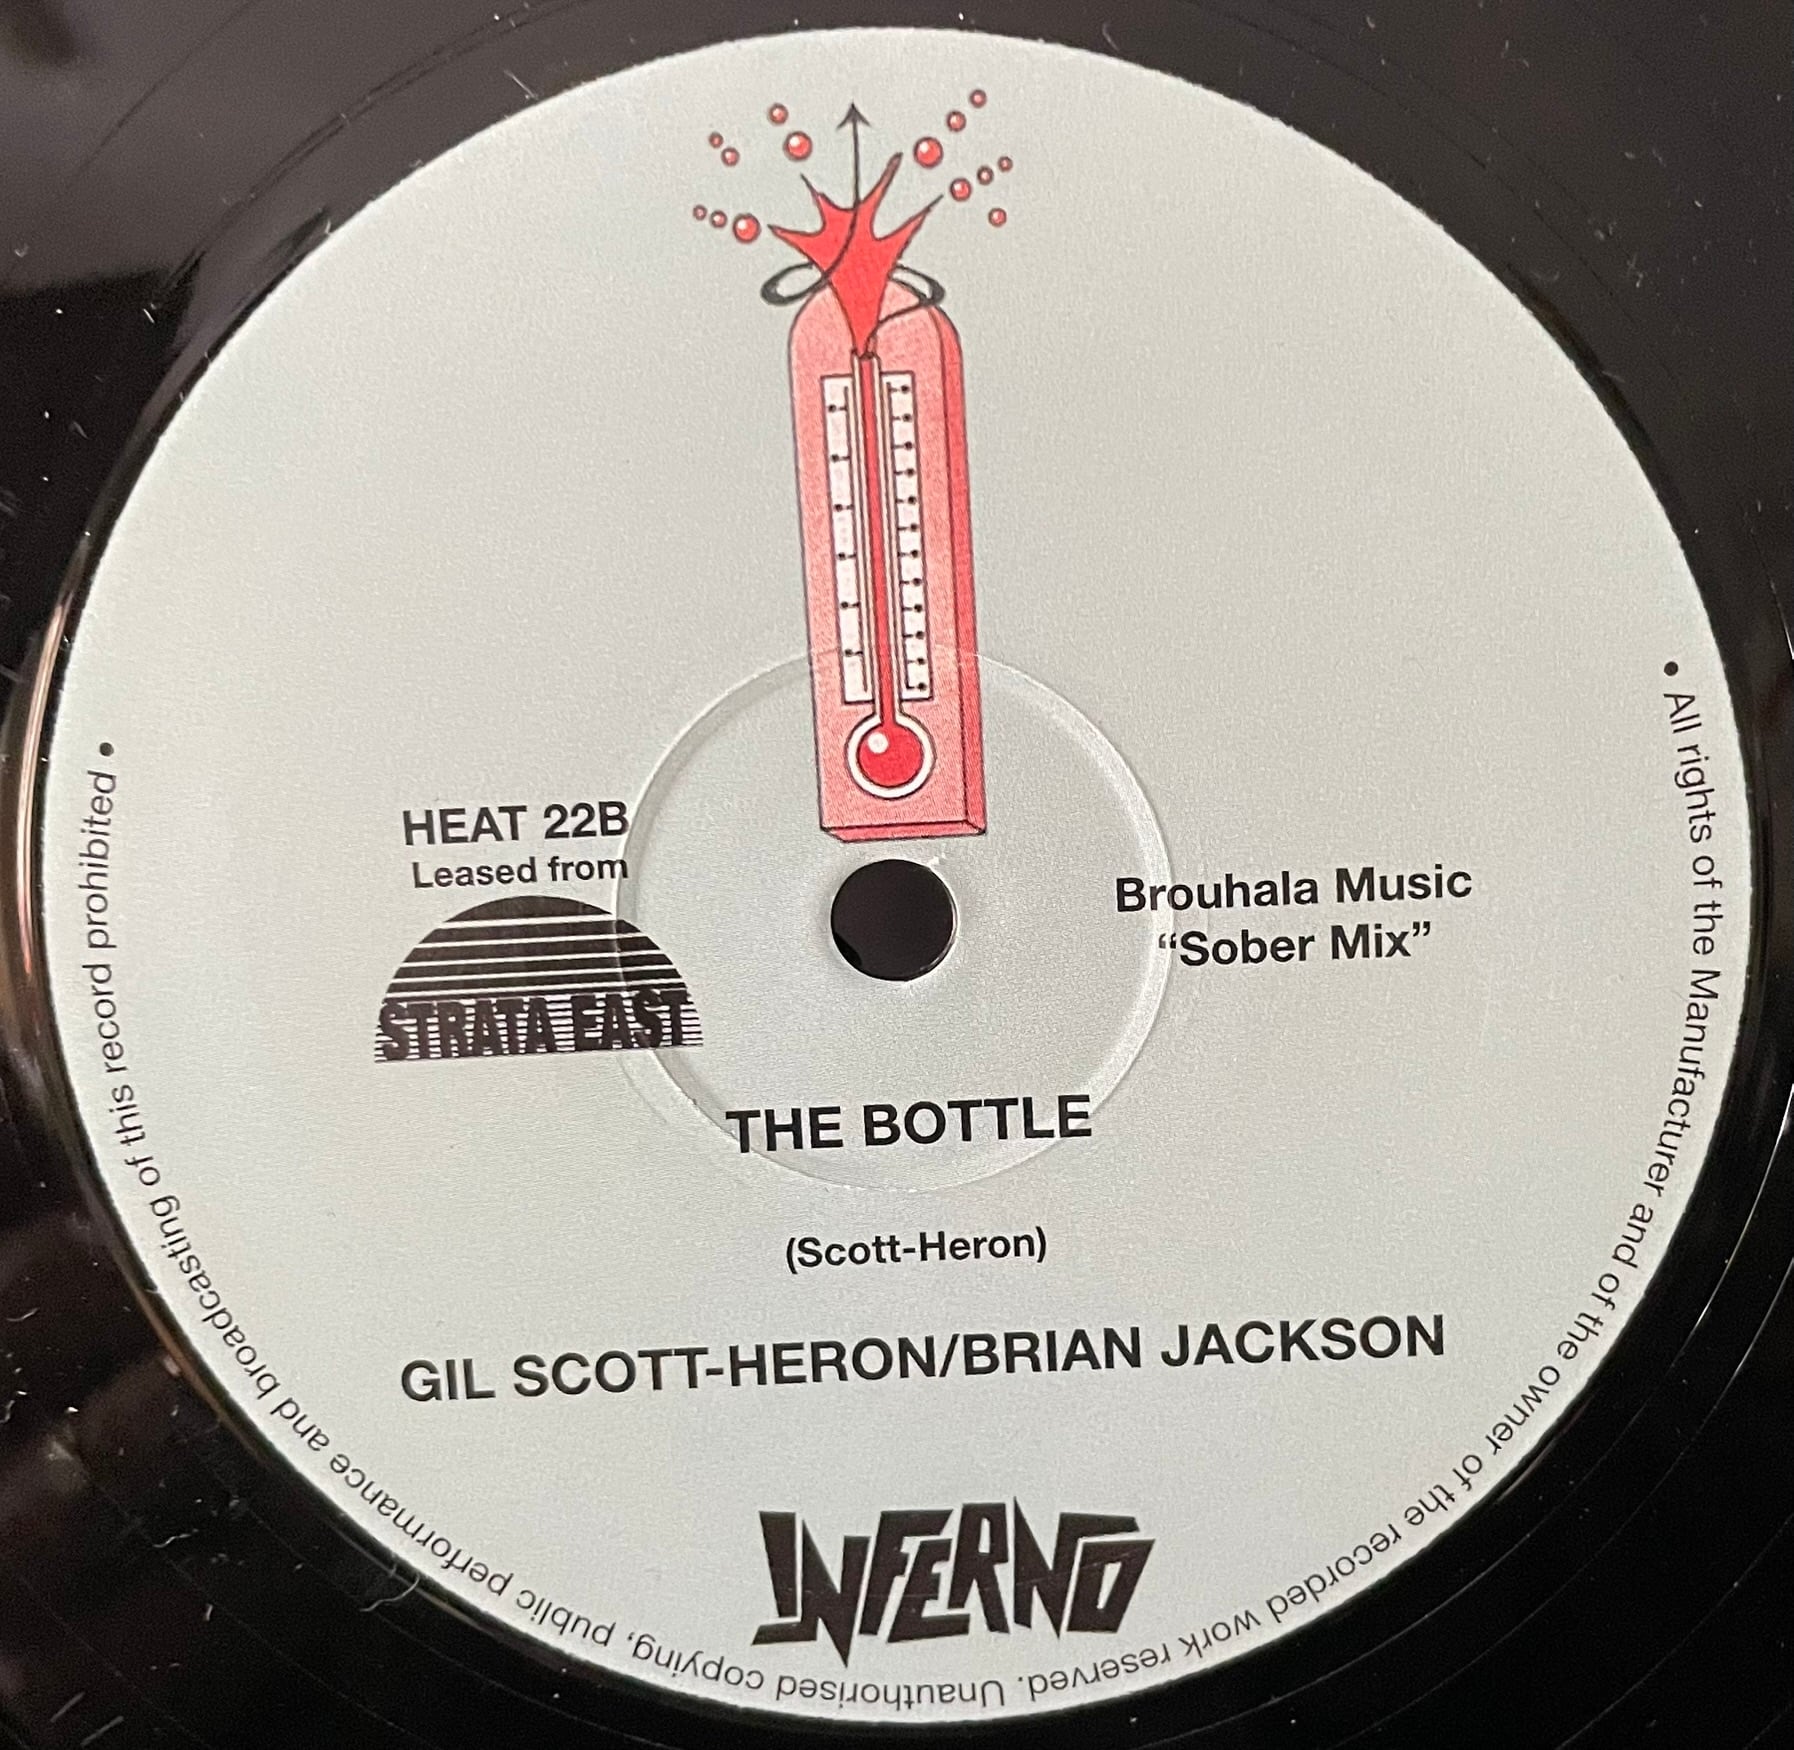 HEAT 22B
Leased from
STRATA EAST
Brouhala Music
“Sober Mix”
THE BOTTLE
(Scott-Heron)
GIL SCOTT-HERON/BRIAN JACKSON
INFERNO
• All rights of the Manufacturer and of the owner of the recorded work reserved. Unauthorised copying, public performance and broadcasting of this record prohibited •